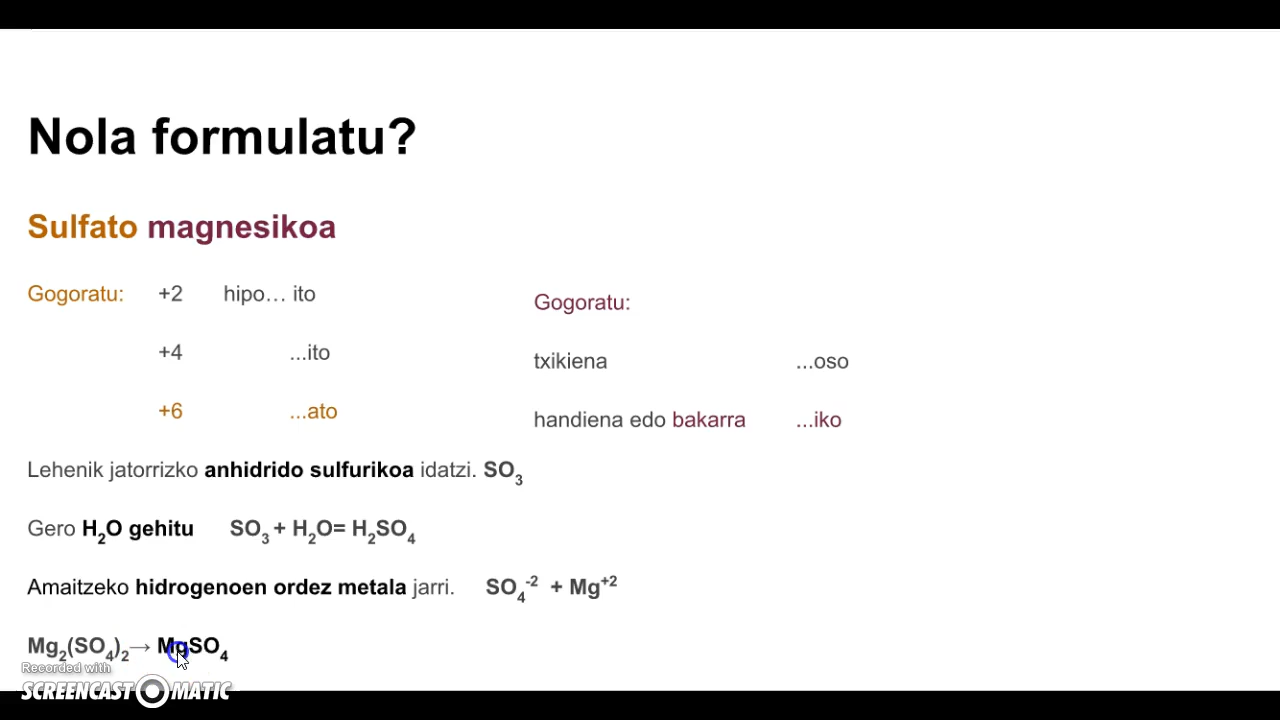 Nola formulatu?
Sulfato magnesikoa
Gogoratu: +2 hipo… ito
+4 ...ito
+6 ...ato
Gogoratu:
txikiena ...oso
handiena edo bakarra ...iko
Lehenik jatorrizko anhidrido sulfurikoa idatzi. SO₃
Gero H₂O gehitu SO₃ + H₂O= H₂SO₄
Amaitzeko hidrogenoen ordez metala jarri. SO₄⁻² + Mg⁺²
Mg₂(SO₄)₂→ MgSO₄
Recorded with
SCREENCAST MATIC